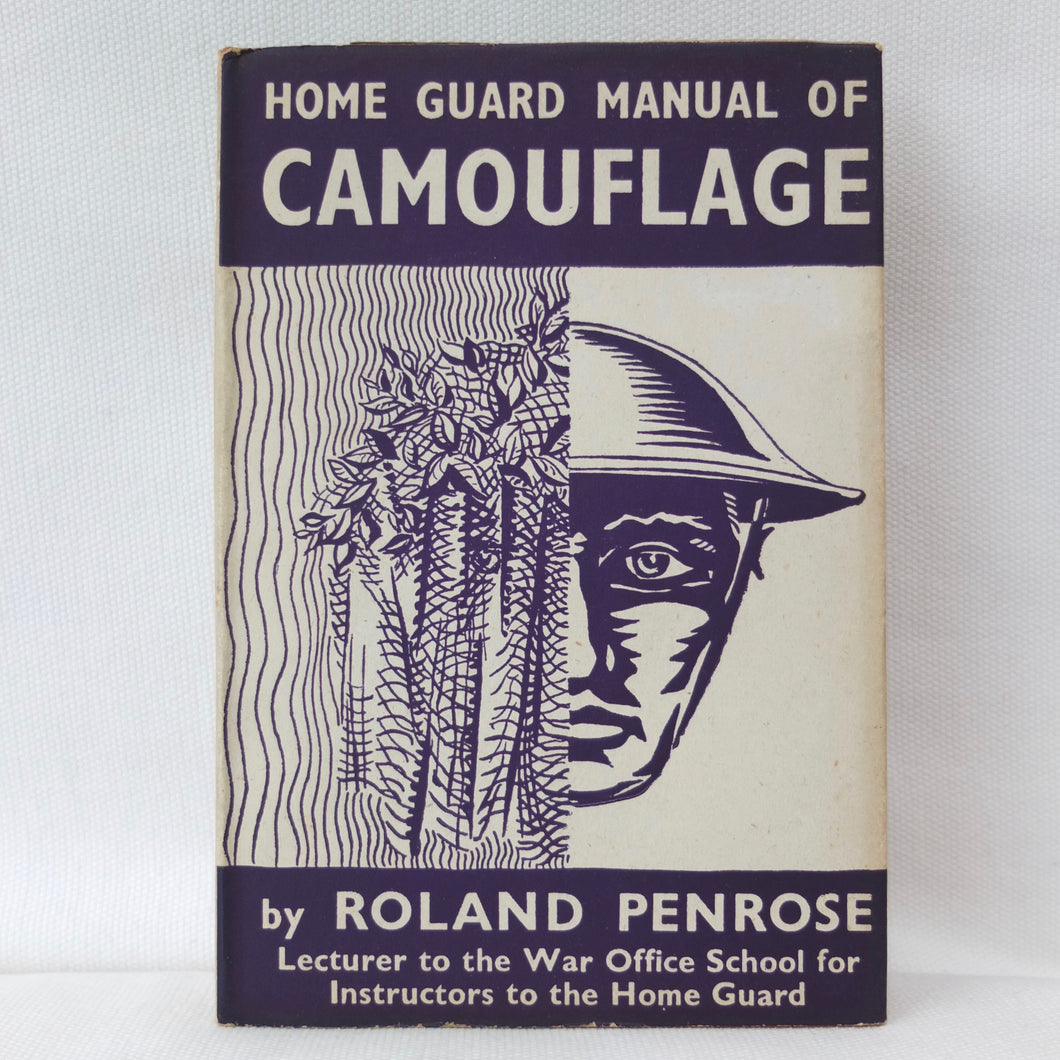 HOME GUARD MANUAL OF
CAMOUFLAGE
by ROLAND PENROSE
Lecturer to the War Office School for
Instructors to the Home Guard